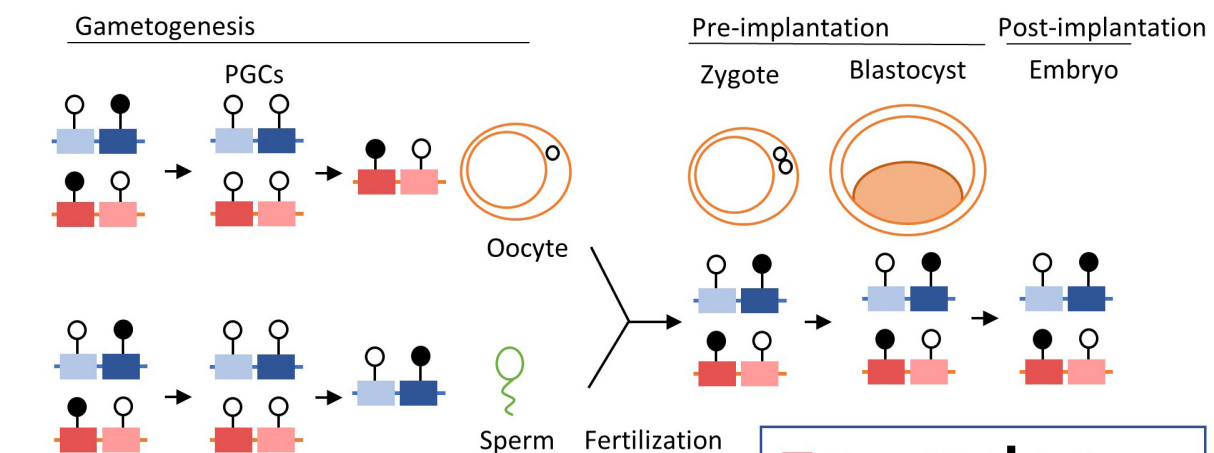 Gametogenesis
Pre-implantation
Post-implantation
PGCs
Zygote
Blastocyst
Embryo
Oocyte
Sperm
Fertilization